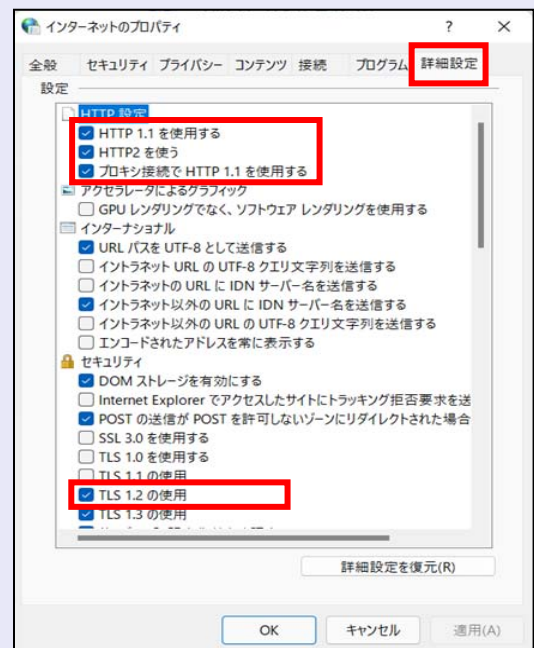 インターネットのプロパティ
?
×
全般 セキュリティ プライバシー コンテンツ 接続 プログラム 詳細設定
設定
HTTP 設定
HTTP 1.1 を使用する
HTTP2 を使う
プロキシ接続で HTTP 1.1 を使用する
アクセラレータによるグラフィック
GPU レンダリングでなく、ソフトウェア レンダリングを使用する
インターナショナル
URL パスを UTF-8 として送信する
イントラネット URL の UTF-8 クエリ文字列を送信する
イントラネットの URL に IDN サーバー名を送信する
イントラネット以外の URL に IDN サーバー名を送信する
イントラネット以外の URL の UTF-8 クエリ文字列を送信する
エンコードされたアドレスを常に表示する
セキュリティ
DOM ストレージを有効にする
Internet Explorer でアクセスしたサイトにトラッキング拒否要求を送
POST の送信が POST を許可しないゾーンにリダイレクトされた場合
SSL 3.0 を使用する
TLS 1.0 を使用する
TLS 1.1 の使用
TLS 1.2 の使用
TLS 1.3 の使用
詳細設定を復元(R)
OK キャンセル 適用(A)